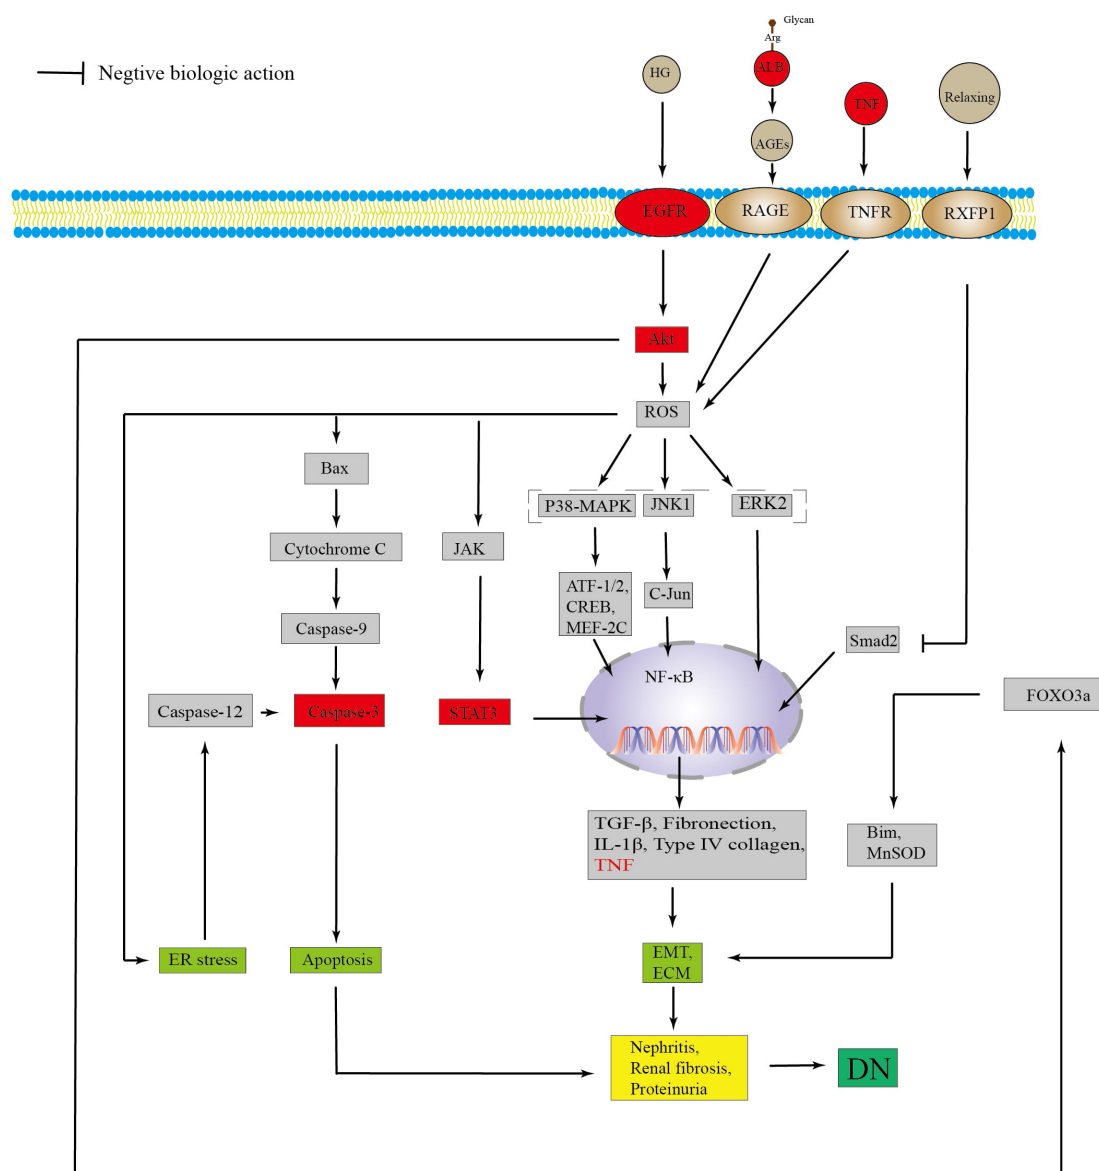 Glycan
Arg
Negtive biologic action
HG
ALB
TNF
Relaxing
AGEs
EGFR
RAGE
TNFR
RXFP1
Akt
ROS
Bax
P38-MAPK
JNK1
ERK2
Cytochrome C
JAK
ATF-1/2,
CREB,
MEF-2C
C-Jun
Caspase-9
Smad2
NF-κB
FOXO3a
Caspase-12
Caspase-3
STAT3
TGF-β, Fibronection,
IL-1β, Type IV collagen,
TNF
Bim,
MnSOD
ER stress
Apoptosis
EMT,
ECM
Nephritis,
Renal fibrosis,
Proteinuria
DN